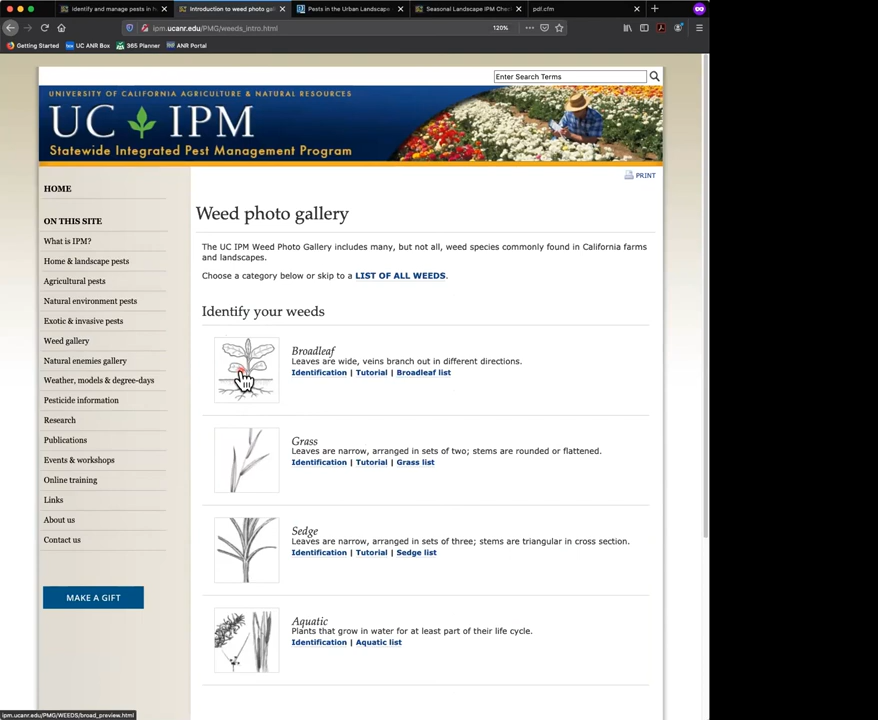 Identify and manage pests in h
Introduction to weed photo gal
Pests in the Urban Landscape
Seasonal Landscape IPM Chec
pdf.cfm
ipm.ucanr.edu/PMG/weeds_intro.html
120%
Getting Started
UC ANR Box
365 Planner
ANR Portal
Enter Search Terms
UNIVERSITY OF CALIFORNIA AGRICULTURE & NATURAL RESOURCES
UC IPM
Statewide Integrated Pest Management Program
PRINT
HOME
ON THIS SITE
What is IPM?
Home & landscape pests
Agricultural pests
Natural environment pests
Exotic & invasive pests
Weed gallery
Natural enemies gallery
Weather, models & degree-days
Pesticide information
Research
Publications
Events & workshops
Online training
Links
About us
Contact us
MAKE A GIFT
Weed photo gallery
The UC IPM Weed Photo Gallery includes many, but not all, weed species commonly found in California farms
and landscapes.
Choose a category below or skip to a LIST OF ALL WEEDS.
Identify your weeds
Broadleaf
Leaves are wide, veins branch out in different directions.
Identification | Tutorial | Broadleaf list
Grass
Leaves are narrow, arranged in sets of two; stems are rounded or flattened.
Identification | Tutorial | Grass list
Sedge
Leaves are narrow, arranged in sets of three; stems are triangular in cross section.
Identification | Tutorial | Sedge list
Aquatic
Plants that grow in water for at least part of their life cycle.
Identification | Aquatic list
ipm.ucanr.edu/PMG/WEEDS/broad_preview.html